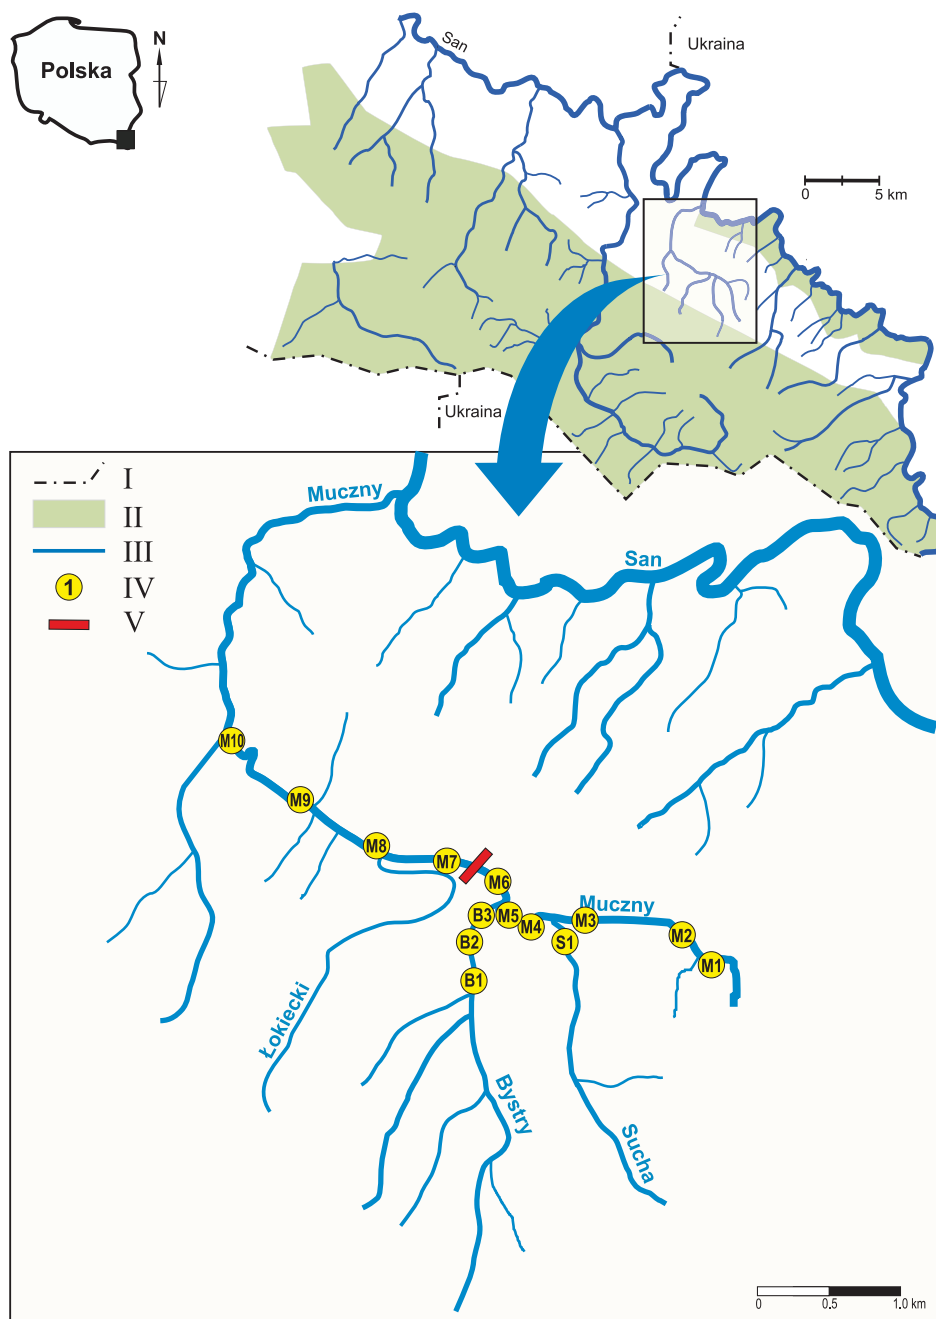 Polska
N
San
Ukraina
0 5 km
Ukraina
I
II
III
1 IV
V
Muczny
San
M10
M9
M8
M7
M6
Muczny
B3
M5
M4
M3
B2
S1
M2
M1
B1
Łokiecki
Bystry
Sucha
0 0.5 1.0 km